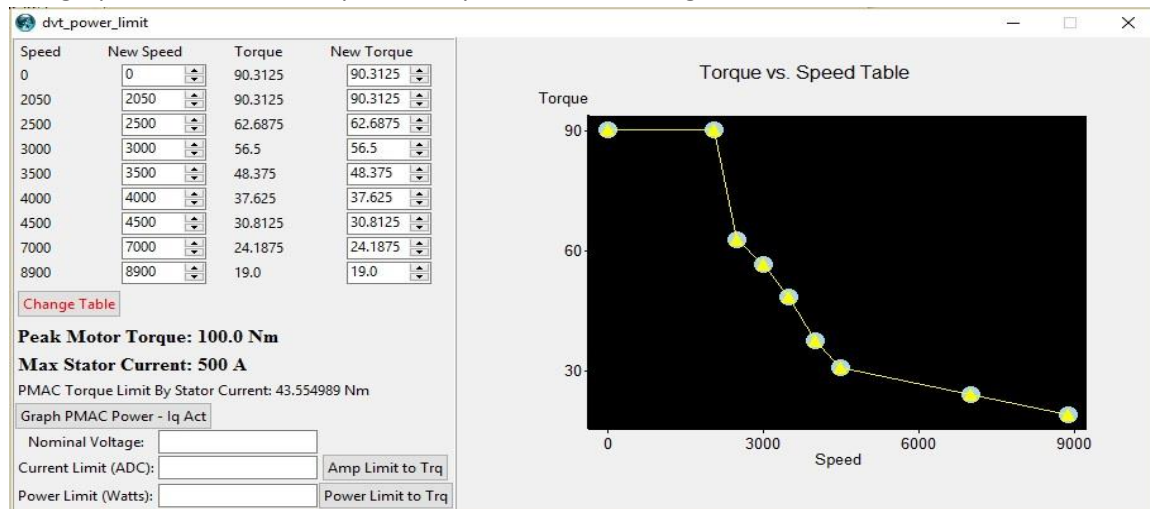 dvt_power_limit
Speed New Speed Torque New Torque
0 0 90.3125 90.3125
2050 2050 90.3125 90.3125
2500 2500 62.6875 62.6875
3000 3000 56.5 56.5
3500 3500 48.375 48.375
4000 4000 37.625 37.625
4500 4500 30.8125 30.8125
7000 7000 24.1875 24.1875
8900 8900 19.0 19.0
Change Table
Peak Motor Torque: 100.0 Nm
Max Stator Current: 500 A
PMAC Torque Limit By Stator Current: 43.554989 Nm
Graph PMAC Power - Iq Act
Nominal Voltage:
Current Limit (ADC): Amp Limit to Trq
Power Limit (Watts): Power Limit to Trq
Torque vs. Speed Table
Torque
90
60
30
0 3000 6000 9000
Speed